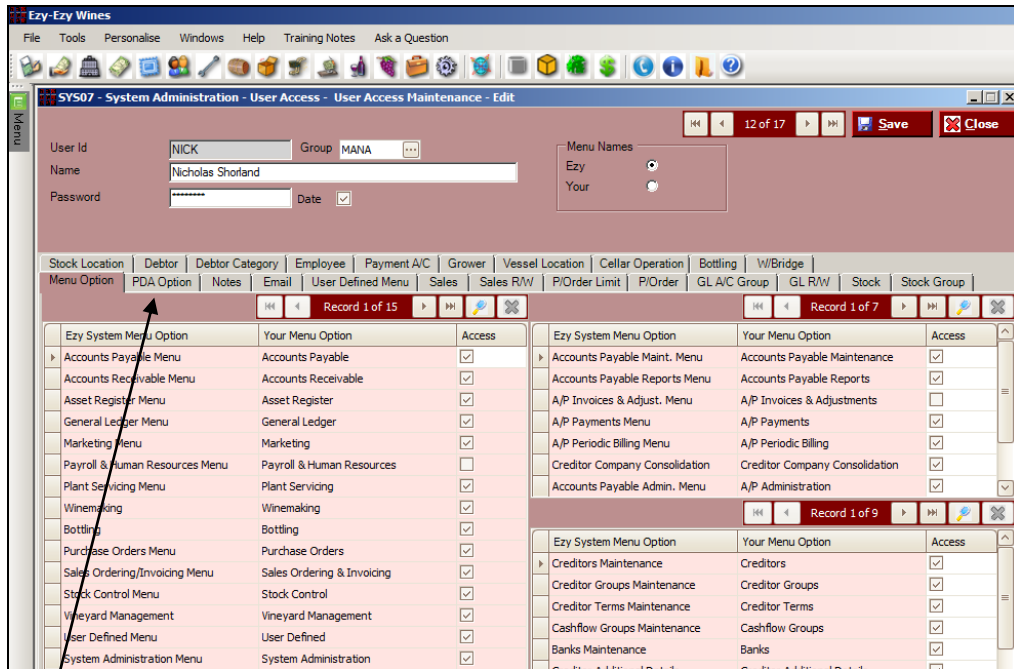 Ezy-Ezy Wines
File Tools Personalise Windows Help Training Notes Ask a Question
Menu
SYS07 - System Administration - User Access - User Access Maintenance - Edit
12 of 17 Save Close
User Id NICK Group MANA ...
Name Nicholas Shorland
Password ******** Date
Menu Names
Ezy
Your
Stock Location Debtor Debtor Category Employee Payment A/C Grower Vessel Location Cellar Operation Bottling W/Bridge
Menu Option PDA Option Notes Email User Defined Menu Sales Sales R/W P/Order Limit P/Order GL A/C Group GL R/W Stock Stock Group
Record 1 of 15
Ezy System Menu Option Your Menu Option Access
Accounts Payable Menu Accounts Payable
Accounts Receivable Menu Accounts Receivable
Asset Register Menu Asset Register
General Ledger Menu General Ledger
Marketing Menu Marketing
Payroll & Human Resources Menu Payroll & Human Resources
Plant Servicing Menu Plant Servicing
Winemaking Winemaking
Bottling Bottling
Purchase Orders Menu Purchase Orders
Sales Ordering/Invoicing Menu Sales Ordering & Invoicing
Stock Control Menu Stock Control
Vineyard Management Vineyard Management
User Defined Menu User Defined
System Administration Menu System Administration
Record 1 of 7
Ezy System Menu Option Your Menu Option Access
Accounts Payable Maint. Menu Accounts Payable Maintenance
Accounts Payable Reports Menu Accounts Payable Reports
A/P Invoices & Adjust. Menu A/P Invoices & Adjustments
A/P Payments Menu A/P Payments
A/P Periodic Billing Menu A/P Periodic Billing
Creditor Company Consolidation Creditor Company Consolidation
Accounts Payable Admin. Menu A/P Administration
Record 1 of 9
Ezy System Menu Option Your Menu Option Access
Creditors Maintenance Creditors
Creditor Groups Maintenance Creditor Groups
Creditor Terms Maintenance Creditor Terms
Cashflow Groups Maintenance Cashflow Groups
Banks Maintenance Banks